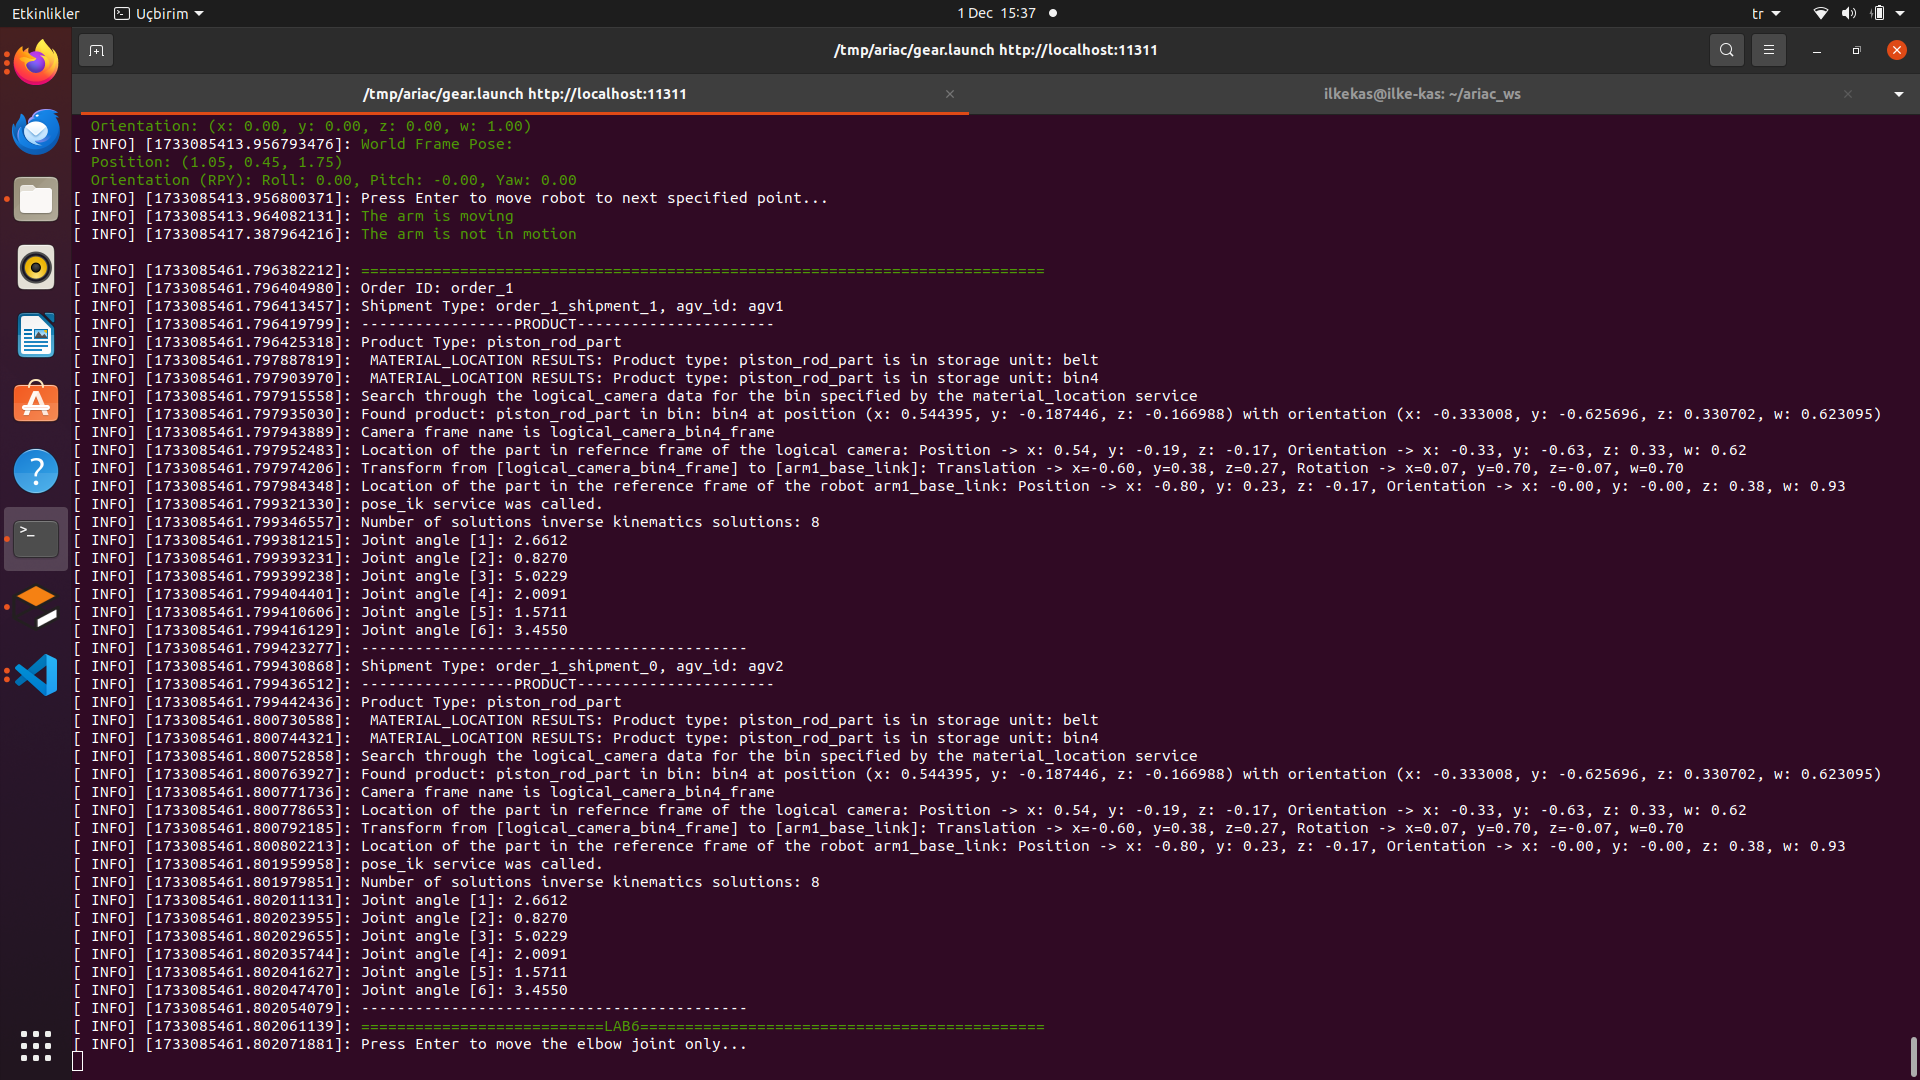 Etkinlikler
Uçbirim
1 Dec 15:37
tr
/tmp/ariac/gear.launch http://localhost:11311
/tmp/ariac/gear.launch http://localhost:11311
ilkekas@ilke-kas: ~/ariac_ws
Orientation: (x: 0.00, y: 0.00, z: 0.00, w: 1.00)
[ INFO] [1733085413.956793476]: World Frame Pose:
Position: (1.05, 0.45, 1.75)
Orientation (RPY): Roll: 0.00, Pitch: -0.00, Yaw: 0.00
[ INFO] [1733085413.956800371]: Press Enter to move robot to next specified point...
[ INFO] [1733085413.964082131]: The arm is moving
[ INFO] [1733085417.387964216]: The arm is not in motion
[ INFO] [1733085461.796382212]: ============================================================================
[ INFO] [1733085461.796404980]: Order ID: order_1
[ INFO] [1733085461.796413457]: Shipment Type: order_1_shipment_1, agv_id: agv1
[ INFO] [1733085461.796419799]: -----------------PRODUCT----------------------
[ INFO] [1733085461.796425318]: Product Type: piston_rod_part
[ INFO] [1733085461.797887819]:  MATERIAL_LOCATION RESULTS: Product type: piston_rod_part is in storage unit: belt
[ INFO] [1733085461.797903970]:  MATERIAL_LOCATION RESULTS: Product type: piston_rod_part is in storage unit: bin4
[ INFO] [1733085461.797915558]: Search through the logical_camera data for the bin specified by the material_location service
[ INFO] [1733085461.797935030]: Found product: piston_rod_part in bin: bin4 at position (x: 0.544395, y: -0.187446, z: -0.166988) with orientation (x: -0.333008, y: -0.625696, z: 0.330702, w: 0.623095)
[ INFO] [1733085461.797943889]: Camera frame name is logical_camera_bin4_frame
[ INFO] [1733085461.797952483]: Location of the part in refernce frame of the logical camera: Position -> x: 0.54, y: -0.19, z: -0.17, Orientation -> x: -0.33, y: -0.63, z: 0.33, w: 0.62
[ INFO] [1733085461.797974206]: Transform from [logical_camera_bin4_frame] to [arm1_base_link]: Translation -> x=-0.60, y=0.38, z=0.27, Rotation -> x=0.07, y=0.70, z=-0.07, w=0.70
[ INFO] [1733085461.797984348]: Location of the part in the reference frame of the robot arm1_base_link: Position -> x: -0.80, y: 0.23, z: -0.17, Orientation -> x: -0.00, y: -0.00, z: 0.38, w: 0.93
[ INFO] [1733085461.799321330]: pose_ik service was called.
[ INFO] [1733085461.799346557]: Number of solutions inverse kinematics solutions: 8
[ INFO] [1733085461.799381215]: Joint angle [1]: 2.6612
[ INFO] [1733085461.799393231]: Joint angle [2]: 0.8270
[ INFO] [1733085461.799399238]: Joint angle [3]: 5.0229
[ INFO] [1733085461.799404401]: Joint angle [4]: 2.0091
[ INFO] [1733085461.799410606]: Joint angle [5]: 1.5711
[ INFO] [1733085461.799416129]: Joint angle [6]: 3.4550
[ INFO] [1733085461.799423277]: -------------------------------------------
[ INFO] [1733085461.799430868]: Shipment Type: order_1_shipment_0, agv_id: agv2
[ INFO] [1733085461.799436512]: -----------------PRODUCT----------------------
[ INFO] [1733085461.799442436]: Product Type: piston_rod_part
[ INFO] [1733085461.800730588]:  MATERIAL_LOCATION RESULTS: Product type: piston_rod_part is in storage unit: belt
[ INFO] [1733085461.800744321]:  MATERIAL_LOCATION RESULTS: Product type: piston_rod_part is in storage unit: bin4
[ INFO] [1733085461.800752858]: Search through the logical_camera data for the bin specified by the material_location service
[ INFO] [1733085461.800763927]: Found product: piston_rod_part in bin: bin4 at position (x: 0.544395, y: -0.187446, z: -0.166988) with orientation (x: -0.333008, y: -0.625696, z: 0.330702, w: 0.623095)
[ INFO] [1733085461.800771736]: Camera frame name is logical_camera_bin4_frame
[ INFO] [1733085461.800778653]: Location of the part in refernce frame of the logical camera: Position -> x: 0.54, y: -0.19, z: -0.17, Orientation -> x: -0.33, y: -0.63, z: 0.33, w: 0.62
[ INFO] [1733085461.800792185]: Transform from [logical_camera_bin4_frame] to [arm1_base_link]: Translation -> x=-0.60, y=0.38, z=0.27, Rotation -> x=0.07, y=0.70, z=-0.07, w=0.70
[ INFO] [1733085461.800802213]: Location of the part in the reference frame of the robot arm1_base_link: Position -> x: -0.80, y: 0.23, z: -0.17, Orientation -> x: -0.00, y: -0.00, z: 0.38, w: 0.93
[ INFO] [1733085461.801959958]: pose_ik service was called.
[ INFO] [1733085461.801979851]: Number of solutions inverse kinematics solutions: 8
[ INFO] [1733085461.802011131]: Joint angle [1]: 2.6612
[ INFO] [1733085461.802023955]: Joint angle [2]: 0.8270
[ INFO] [1733085461.802029655]: Joint angle [3]: 5.0229
[ INFO] [1733085461.802035744]: Joint angle [4]: 2.0091
[ INFO] [1733085461.802041627]: Joint angle [5]: 1.5711
[ INFO] [1733085461.802047470]: Joint angle [6]: 3.4550
[ INFO] [1733085461.802054079]: -------------------------------------------
[ INFO] [1733085461.802061139]: ===========================LAB6=============================================
[ INFO] [1733085461.802071881]: Press Enter to move the elbow joint only...